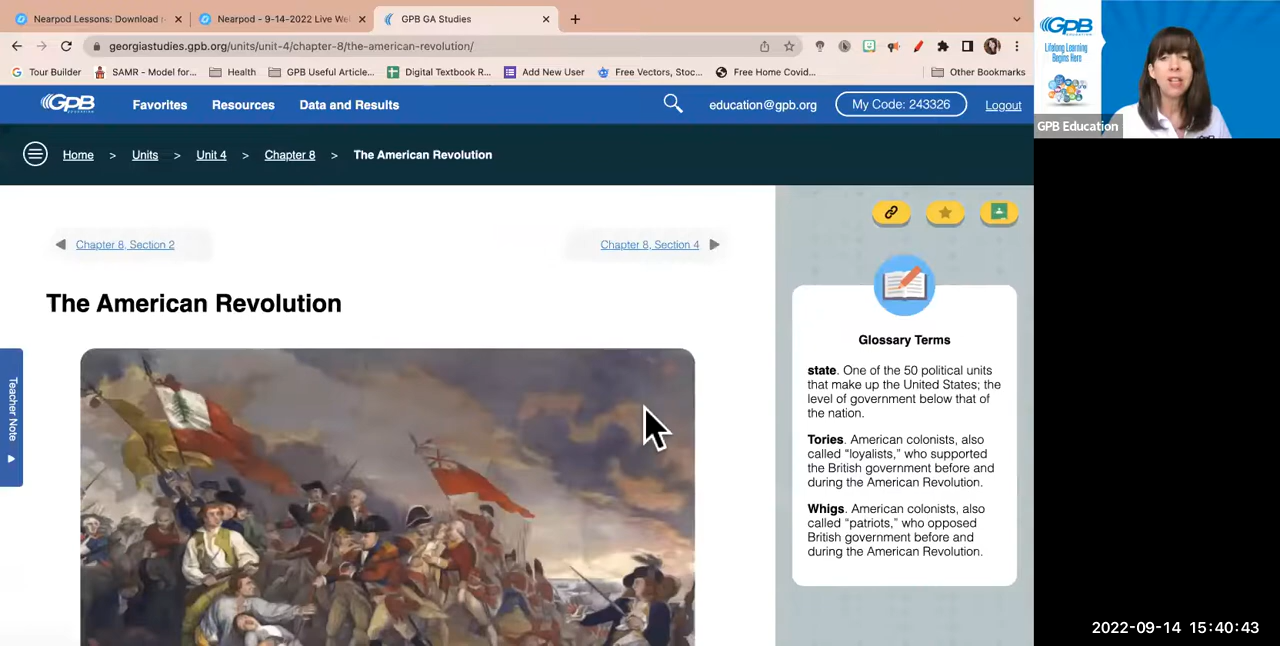 Nearpod Lessons: Download
Nearpod - 9-14-2022 Live We
GPB GA Studies
georgiastudies.gpb.org/units/unit-4/chapter-8/the-american-revolution/
Tour Builder
SAMR - Model for...
Health
GPB Useful Article...
Digital Textbook R...
Add New User
Free Vectors, Stoc...
Free Home Covid...
Other Bookmarks
GPB
EDUCATION
Favorites
Resources
Data and Results
education@gpb.org
My Code: 243326
Logout
Home > Units > Unit 4 > Chapter 8 > The American Revolution
Chapter 8, Section 2
Chapter 8, Section 4
The American Revolution
Teacher Note
Glossary Terms
state. One of the 50 political units
that make up the United States; the
level of government below that of
the nation.
Tories. American colonists, also
called “loyalists,” who supported
the British government before and
during the American Revolution.
Whigs. American colonists, also
called “patriots,” who opposed
British government before and
during the American Revolution.
GPB
EDUCATION
Lifelong Learning
Begins Here
GPB Education
2022-09-14 15:40:43